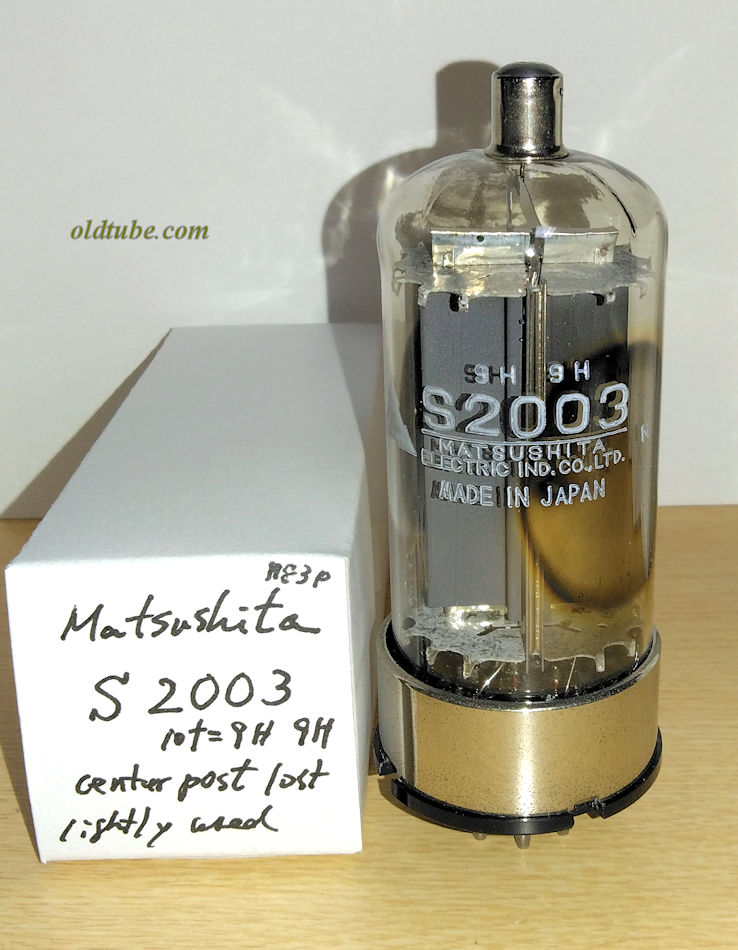 oldtube.com
9H 9H
S2003
MATSUSHITA
ELECTRIC IND.CO.,LTD.
MADE IN JAPAN
N
Matsushita
S 2003
lot=9H 9H
center post lost
lightly used